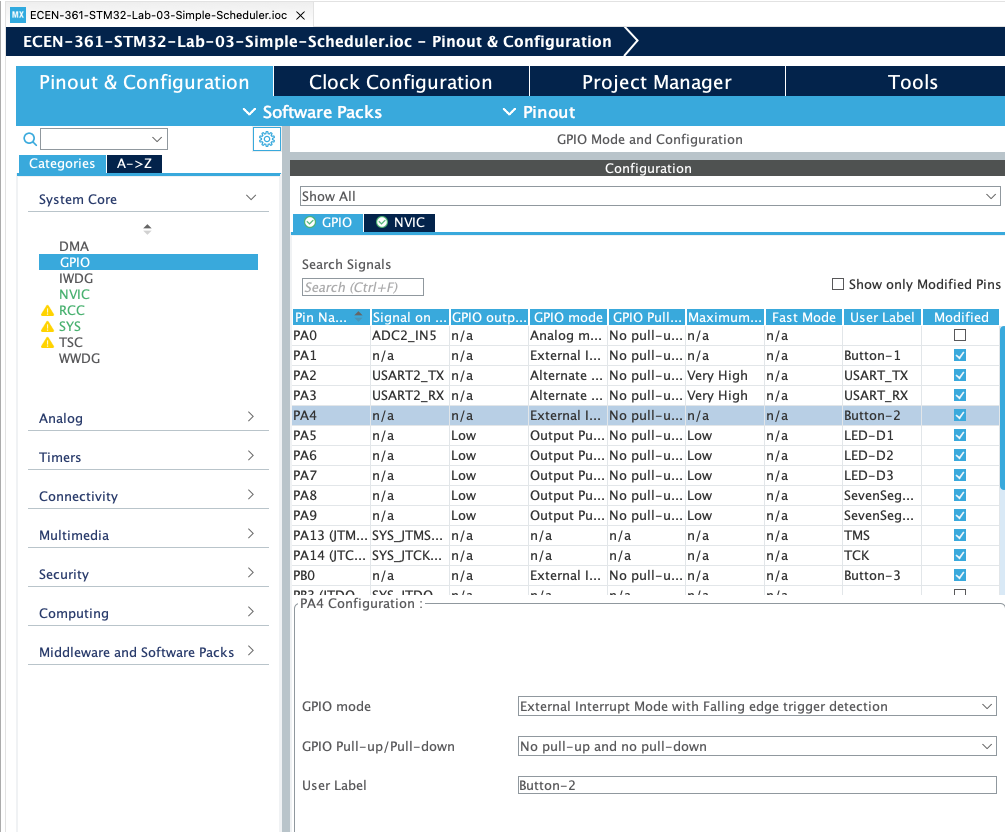 MX ECEN-361-STM32-Lab-03-Simple-Scheduler.ioc
ECEN-361-STM32-Lab-03-Simple-Scheduler.ioc – Pinout & Configuration
Pinout & Configuration Clock Configuration Project Manager Tools
Software Packs Pinout
GPIO Mode and Configuration
Categories A->Z
Configuration
System Core
Show All
GPIO NVIC
DMA
GPIO
IWDG
NVIC
RCC
SYS
TSC
WWDG
Analog
Timers
Connectivity
Multimedia
Security
Computing
Middleware and Software Packs
Search Signals
Search (Ctrl+F)
Show only Modified Pins
Pin Na... Signal on ... GPIO outp... GPIO mode GPIO Pull... Maximum... Fast Mode User Label Modified
PA0 ADC2_IN5 n/a Analog m... No pull-u... n/a n/a
PA1 n/a n/a External I... No pull-u... n/a n/a Button-1
PA2 USART2_TX n/a Alternate ... No pull-u... Very High n/a USART_TX
PA3 USART2_RX n/a Alternate ... No pull-u... Very High n/a USART_RX
PA4 n/a n/a External I... No pull-u... n/a n/a Button-2
PA5 n/a Low Output Pu... No pull-u... Low n/a LED-D1
PA6 n/a Low Output Pu... No pull-u... Low n/a LED-D2
PA7 n/a Low Output Pu... No pull-u... Low n/a LED-D3
PA8 n/a Low Output Pu... No pull-u... Low n/a SevenSeg...
PA9 n/a Low Output Pu... No pull-u... Low n/a SevenSeg...
PA13 (JTM... SYS_JTMS... n/a n/a n/a n/a n/a TMS
PA14 (JTC... SYS_JTCK... n/a n/a n/a n/a n/a TCK
PB0 n/a n/a External I... No pull-u... n/a n/a Button-3
PB3 (JTDO... SYS_JTDO... n/a n/a n/a n/a n/a
PA4 Configuration :
GPIO mode External Interrupt Mode with Falling edge trigger detection
GPIO Pull-up/Pull-down No pull-up and no pull-down
User Label Button-2